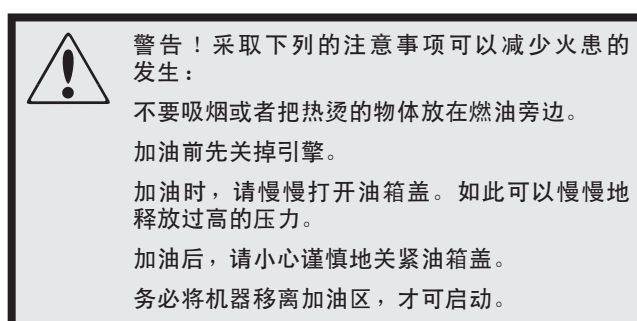 警告！采取下列的注意事项可以减少火患的
发生：
不要吸烟或者把热烫的物体放在燃油旁边。
加油前先关掉引擎。
加油时，请慢慢打开油箱盖。如此可以慢慢地
释放过高的压力。
加油后，请小心谨慎地关紧油箱盖。
务必将机器移离加油区，才可启动。